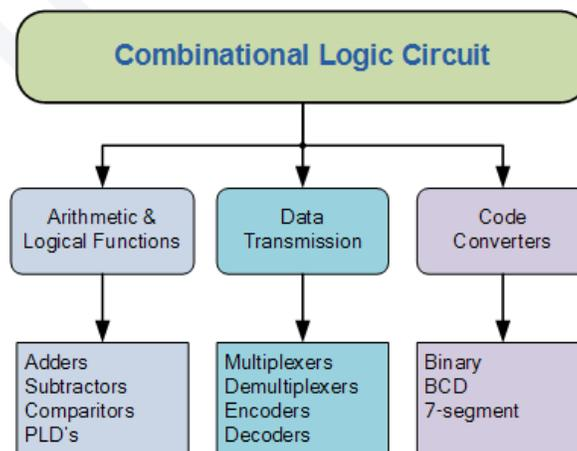 Combinational Logic Circuit
Arithmetic &
Logical Functions
Data
Transmission
Code
Converters
Adders
Subtractors
Comparitors
PLD's
Multiplexers
Demultiplexers
Encoders
Decoders
Binary
BCD
7-segment